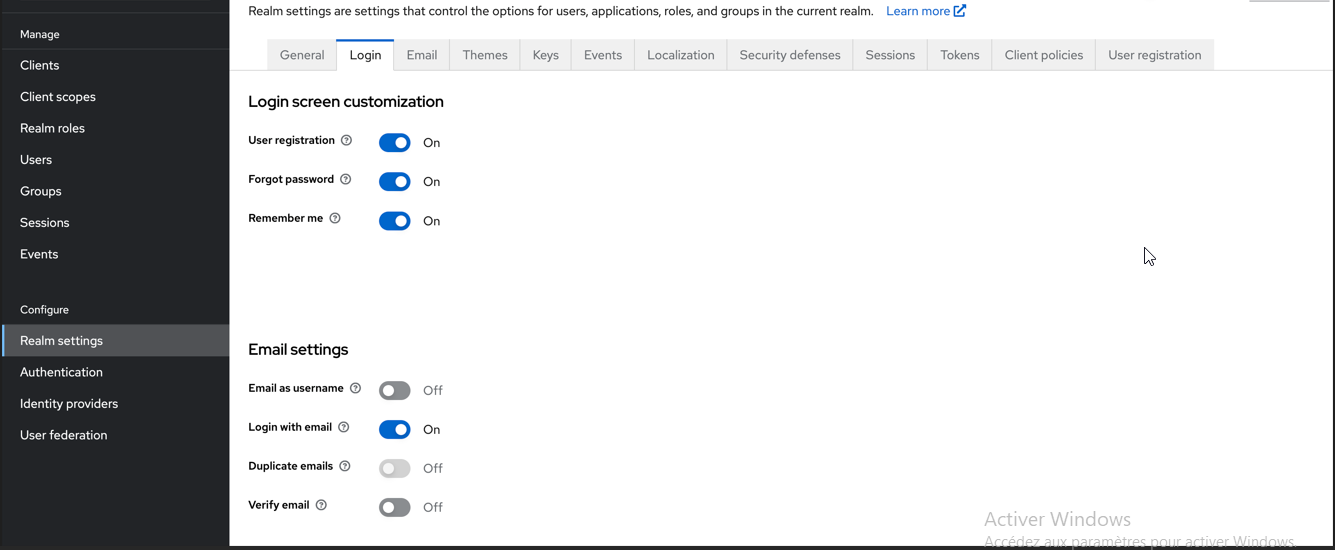 Realm settings are settings that control the options for users, applications, roles, and groups in the current realm. Learn more
Manage
Clients
Client scopes
Realm roles
Users
Groups
Sessions
Events
Configure
Realm settings
Authentication
Identity providers
User federation
General Login Email Themes Keys Events Localization Security defenses Sessions Tokens Client policies User registration
Login screen customization
User registration ? On
Forgot password ? On
Remember me ? On
Email settings
Email as username ? Off
Login with email ? On
Duplicate emails ? Off
Verify email ? Off
Activer Windows
Accédez aux paramètres pour activer Windows.